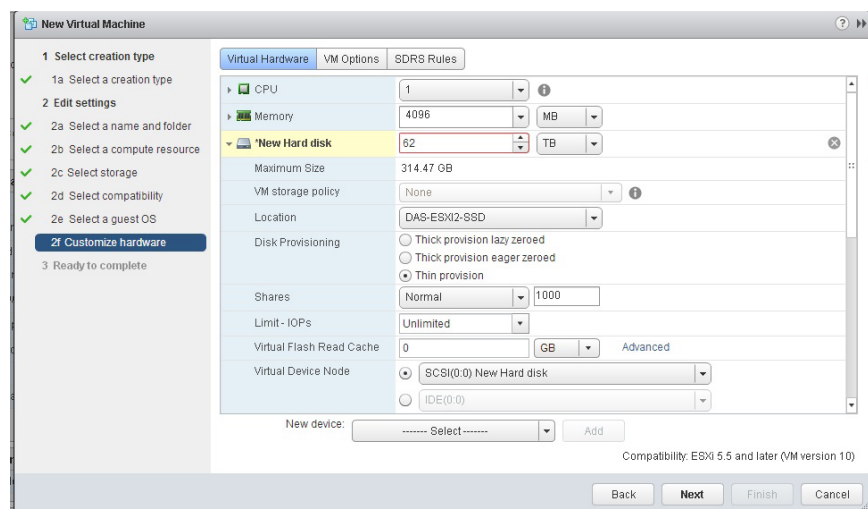 New Virtual Machine
1 Select creation type
1a Select a creation type
2 Edit settings
2a Select a name and folder
2b Select a compute resource
2c Select storage
2d Select compatibility
2e Select a guest OS
2f Customize hardware
3 Ready to complete
Virtual Hardware VM Options SDRS Rules
CPU 1
Memory 4096 MB
*New Hard disk 62 TB
Maximum Size 314.47 GB
VM storage policy None
Location DAS-ESXI2-SSD
Disk Provisioning Thick provision lazy zeroed
Thick provision eager zeroed
Thin provision
Shares Normal 1000
Limit - IOPs Unlimited
Virtual Flash Read Cache 0 GB Advanced
Virtual Device Node SCSI(0:0) New Hard disk
IDE(0:0)
New device: ------- Select ------- Add
Compatibility: ESXi 5.5 and later (VM version 10)
Back Next Finish Cancel